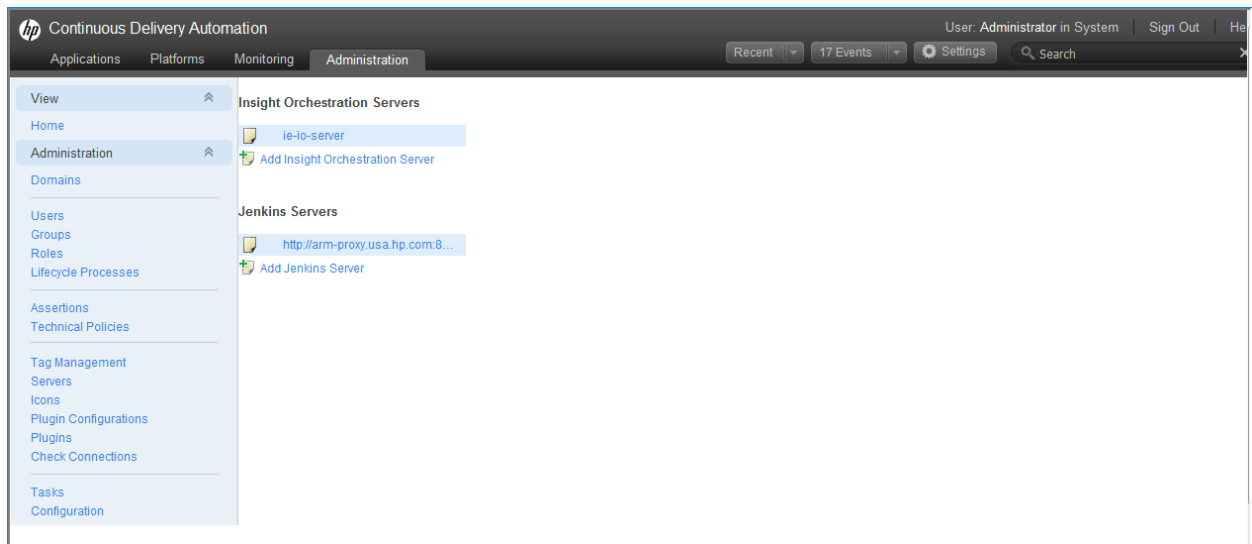 hp Continuous Delivery Automation
User: Administrator in System Sign Out He
Applications Platforms Monitoring Administration
Recent 17 Events Settings Search
View
Home
Administration
Domains
Users
Groups
Roles
Lifecycle Processes
Assertions
Technical Policies
Tag Management
Servers
Icons
Plugin Configurations
Plugins
Check Connections
Tasks
Configuration
Insight Orchestration Servers
ie-io-server
Add Insight Orchestration Server
Jenkins Servers
http://arm-proxy.usa.hp.com:8...
Add Jenkins Server